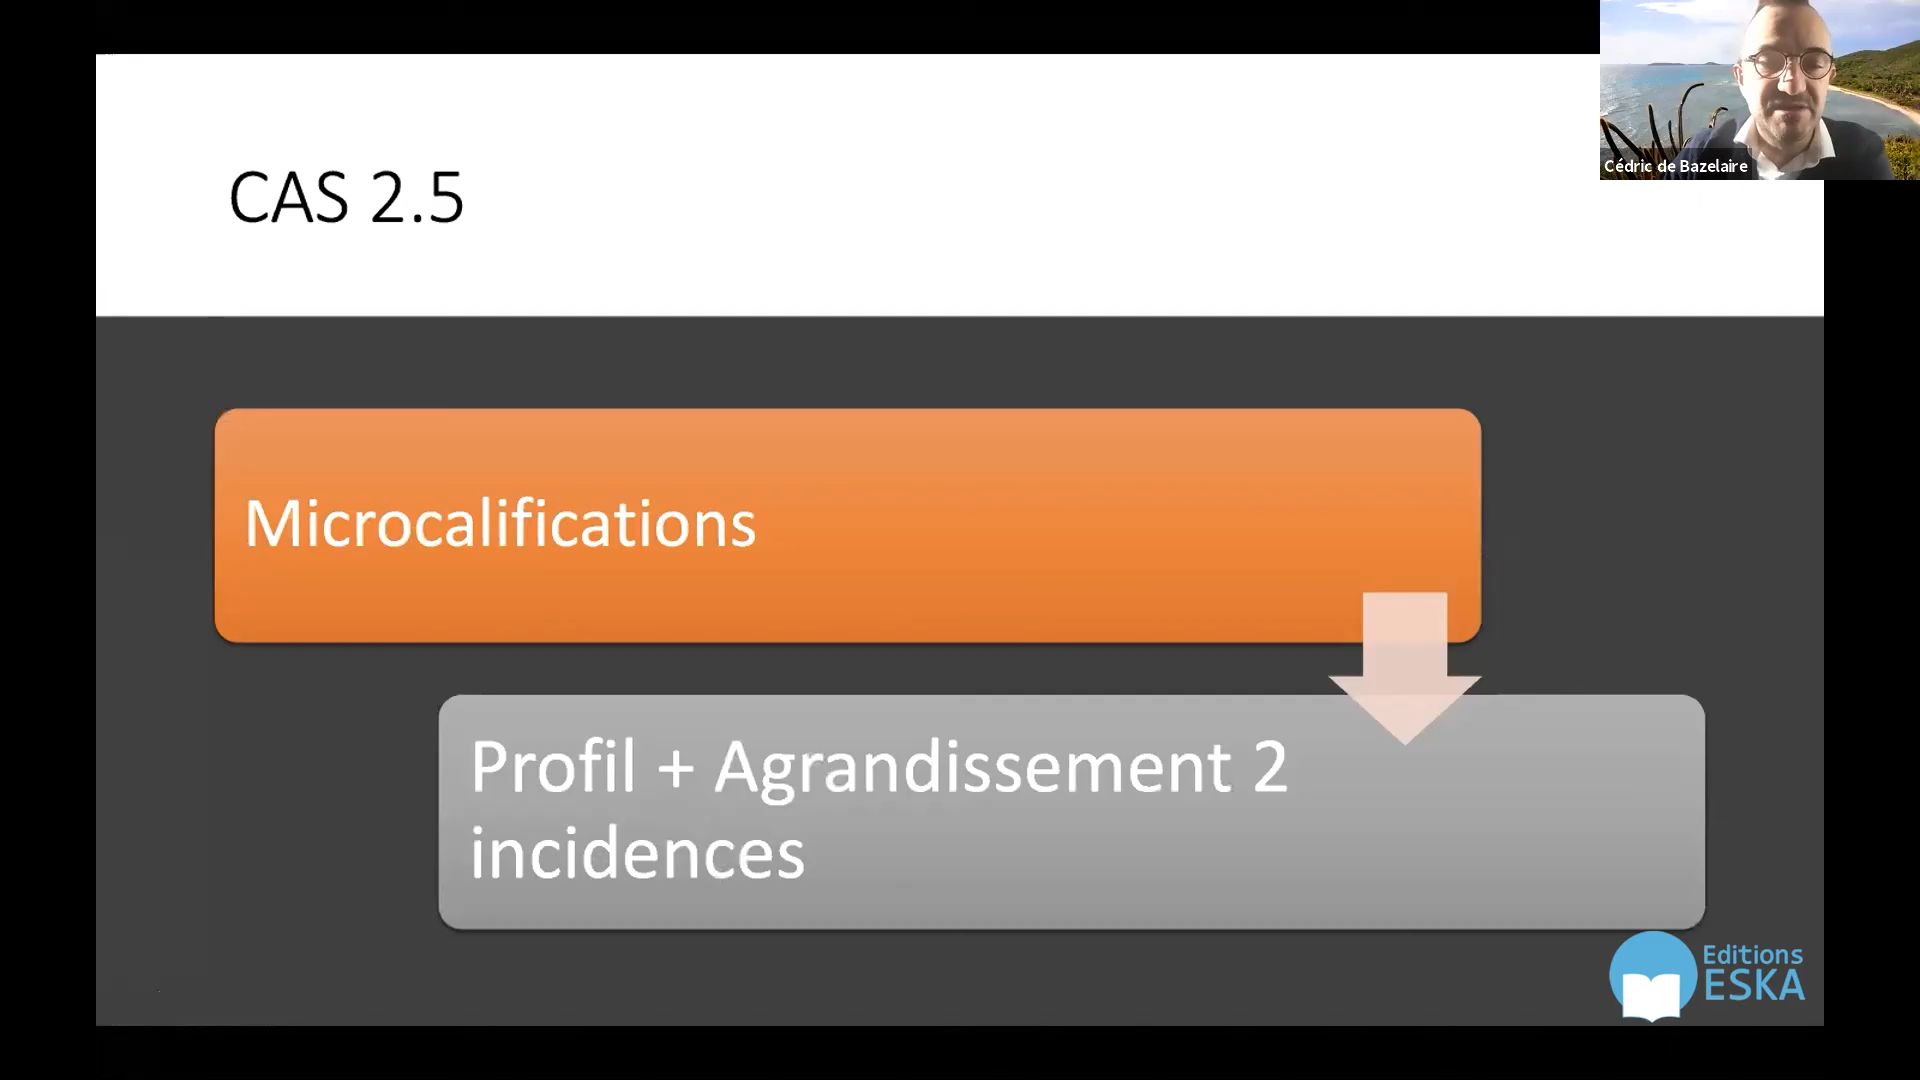 CAS 2.5
Cédric de Bazelaire
Microcalifications
Profil + Agrandissement 2
incidences
Editions
ESKA